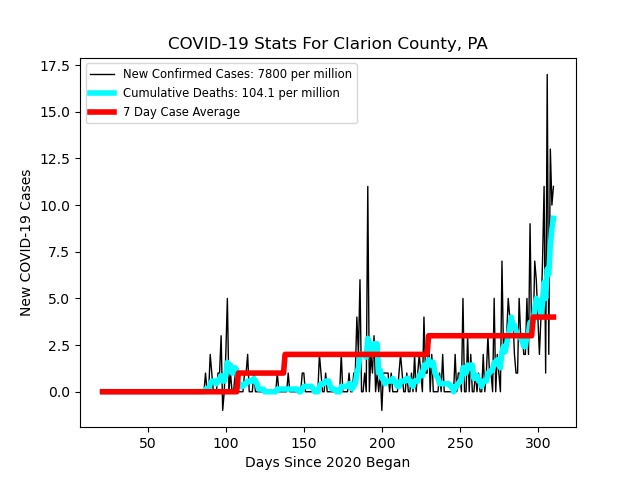 COVID-19 Stats For Clarion County, PA
17.5
15.0
12.5
10.0
7.5
5.0
2.5
0.0
New COVID-19 Cases
New Confirmed Cases: 7800 per million
Cumulative Deaths: 104.1 per million
7 Day Case Average
50 100 150 200 250 300
Days Since 2020 Began